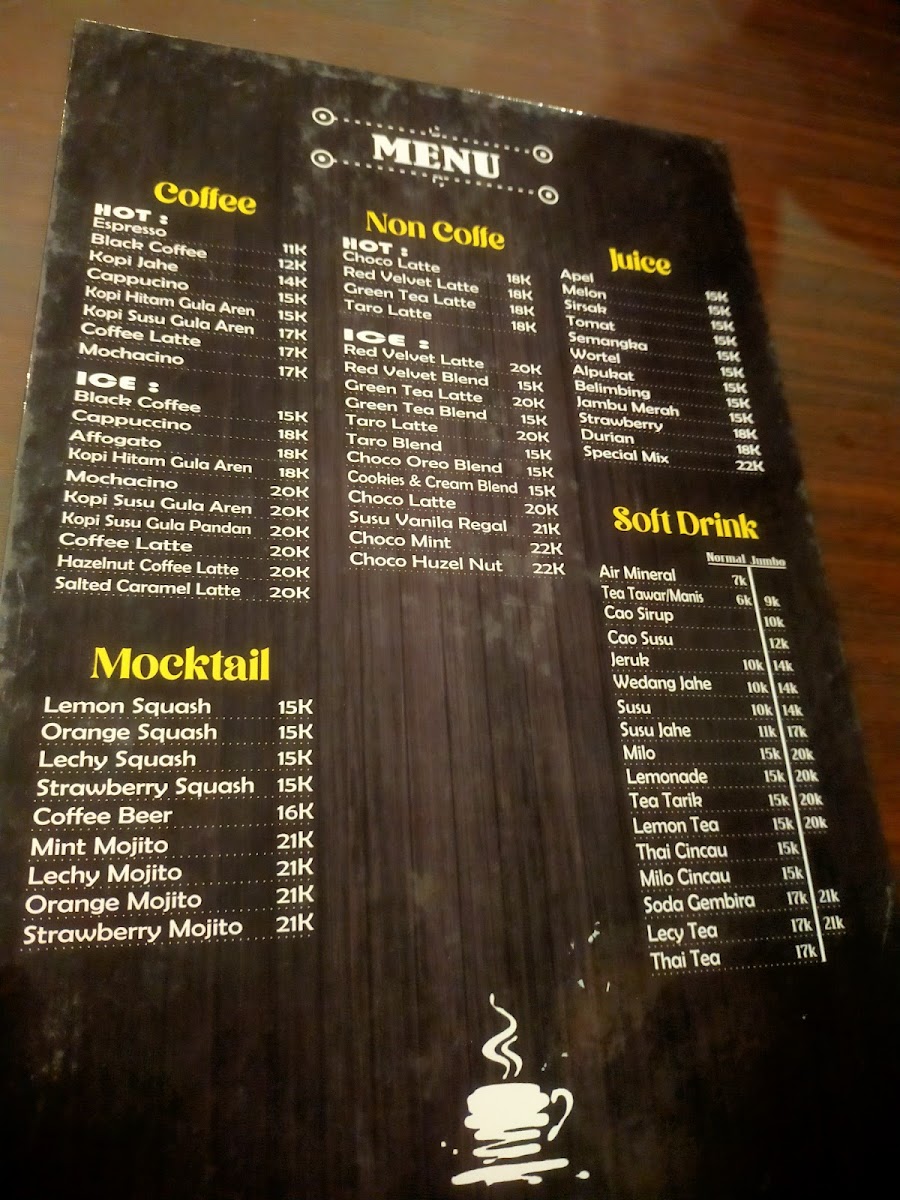 MENU
Coffee
HOT :
Espresso 11K
Black Coffee 12K
Kopi Jahe 14K
Cappucino 15K
Kopi Hitam Gula Aren 15K
Kopi Susu Gula Aren 17K
Coffee Latte 17K
Mochacino 17K
ICE :
Black Coffee 15K
Cappuccino 18K
Affogato 18K
Kopi Hitam Gula Aren 18K
Mochacino 20K
Kopi Susu Gula Aren 20K
Kopi Susu Gula Pandan 20K
Coffee Latte 20K
Hazelnut Coffee Latte 20K
Salted Caramel Latte 20K
Mocktail
Lemon Squash 15K
Orange Squash 15K
Lechy Squash 15K
Strawberry Squash 15K
Coffee Beer 16K
Mint Mojito 21K
Lechy Mojito 21K
Orange Mojito 21K
Strawberry Mojito 21K
Non Coffe
HOT :
Choco Latte 18K
Red Velvet Latte 18K
Green Tea Latte 18K
Taro Latte 18K
ICE :
Red Velvet Latte 20K
Red Velvet Blend 15K
Green Tea Latte 20K
Green Tea Blend 15K
Taro Latte 20K
Taro Blend 15K
Choco Oreo Blend 15K
Cookies & Cream Blend 15K
Choco Latte 20K
Susu Vanila Regal 21K
Choco Mint 22K
Choco Huzel Nut 22K
Juice
Apel 15K
Melon 15K
Sirsak 15K
Tomat 15K
Semangka 15K
Wortel 15K
Alpukat 15K
Belimbing 15K
Jambu Merah 15K
Strawberry 18K
Durian 18K
Special Mix 22K
Soft Drink
Normal Jumbo
Air Mineral 7k
Tea Tawar/Manis 6k 9k
Cao Sirup 10k
Cao Susu 12k
Jeruk 10k 14k
Wedang Jahe 10k 14k
Susu 10k 14k
Susu Jahe 11k 17k
Milo 15k 20k
Lemonade 15k 20k
Tea Tarik 15k 20k
Lemon Tea 15k 20k
Thai Cincau 15k
Milo Cincau 15k
Soda Gembira 17k 21k
Lecy Tea 17k 21k
Thai Tea 17k